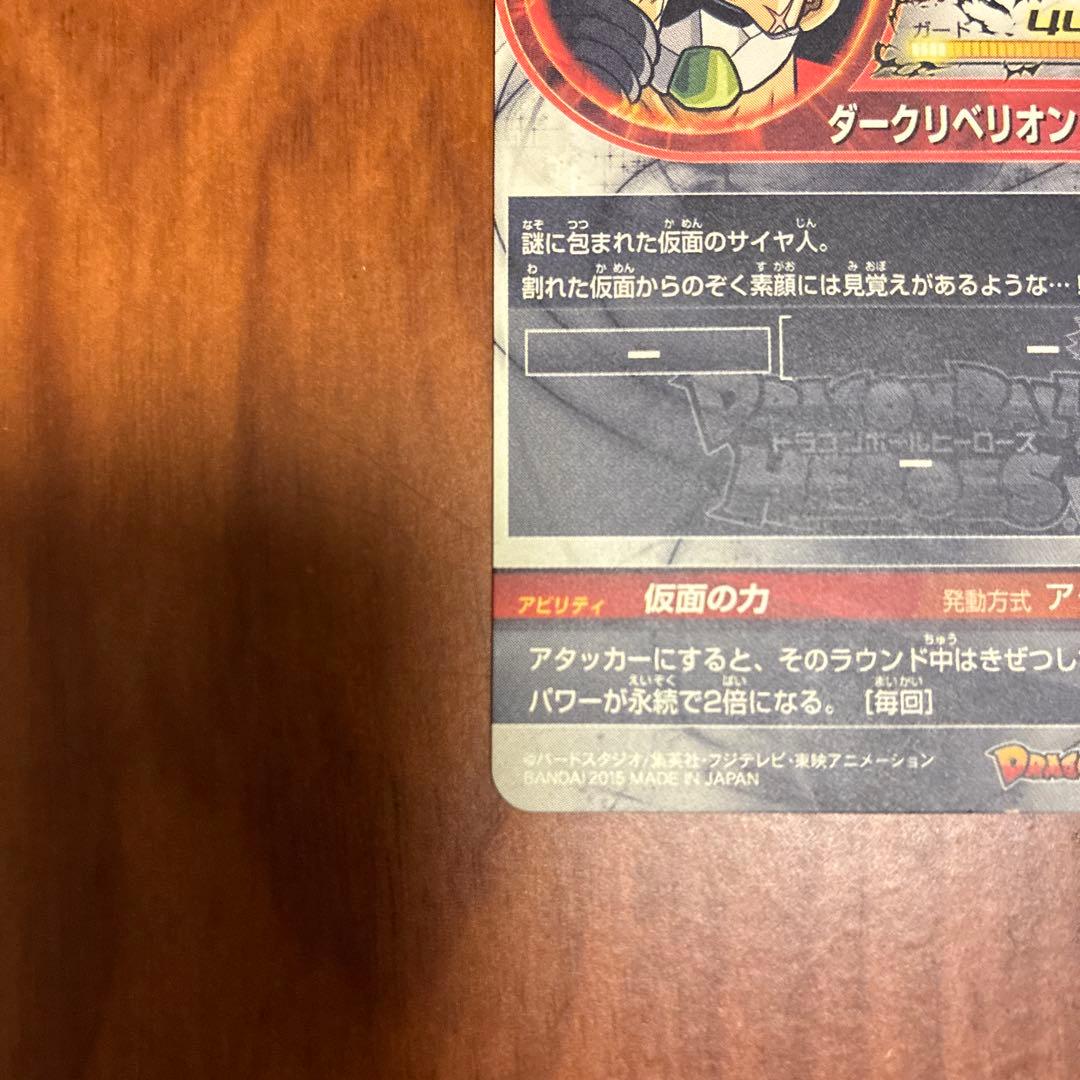 ガード
ダークリベリオン
謎に包まれた仮面のサイヤ人。
割れた仮面からのぞく素顔には見覚えがあるような…!
DRAGON BALL
ドラゴンボールヒーローズ
HEROES
アビリティ 仮面の力 発動方式 ア
アタッカーにすると、そのラウンド中はきぜつし
パワーが永続で2倍になる。[毎回]
©バードスタジオ/集英社・フジテレビ・東映アニメーション
BANDAI 2015 MADE IN JAPAN
DRAG